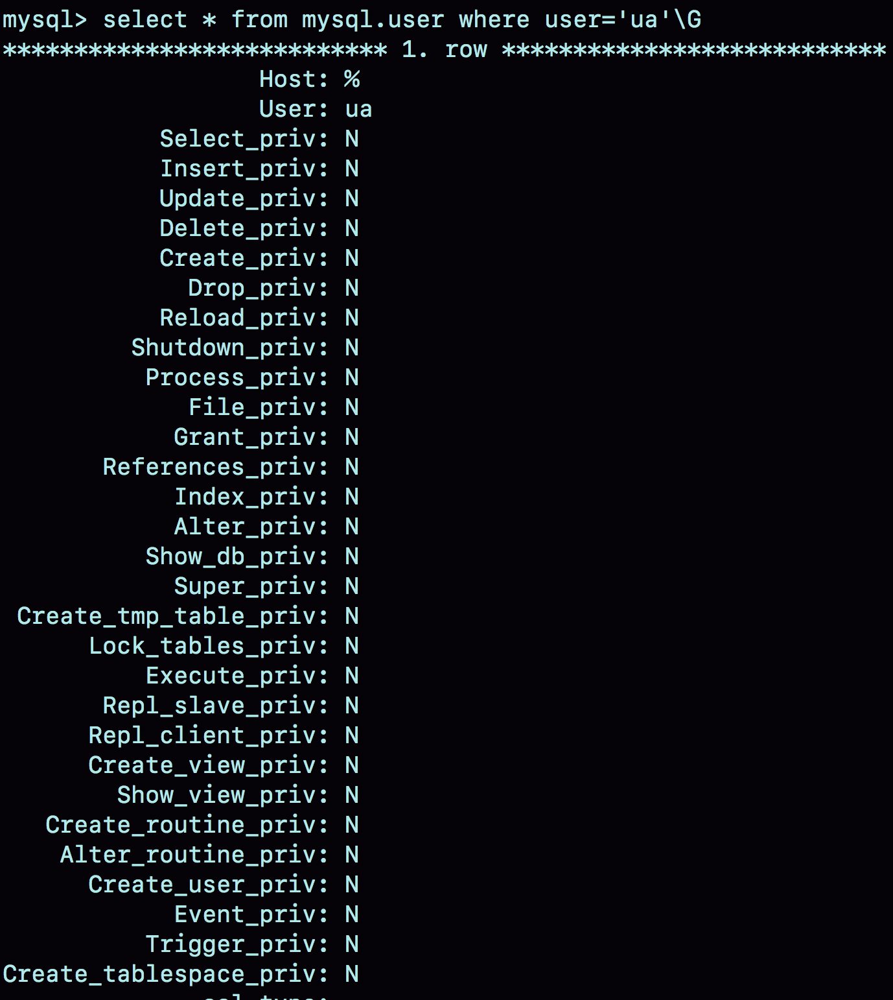 mysql> select * from mysql.user where user='ua'\G
*************************** 1. row ***************************
Host: %
User: ua
Select_priv: N
Insert_priv: N
Update_priv: N
Delete_priv: N
Create_priv: N
Drop_priv: N
Reload_priv: N
Shutdown_priv: N
Process_priv: N
File_priv: N
Grant_priv: N
References_priv: N
Index_priv: N
Alter_priv: N
Show_db_priv: N
Super_priv: N
Create_tmp_table_priv: N
Lock_tables_priv: N
Execute_priv: N
Repl_slave_priv: N
Repl_client_priv: N
Create_view_priv: N
Show_view_priv: N
Create_routine_priv: N
Alter_routine_priv: N
Create_user_priv: N
Event_priv: N
Trigger_priv: N
Create_tablespace_priv: N